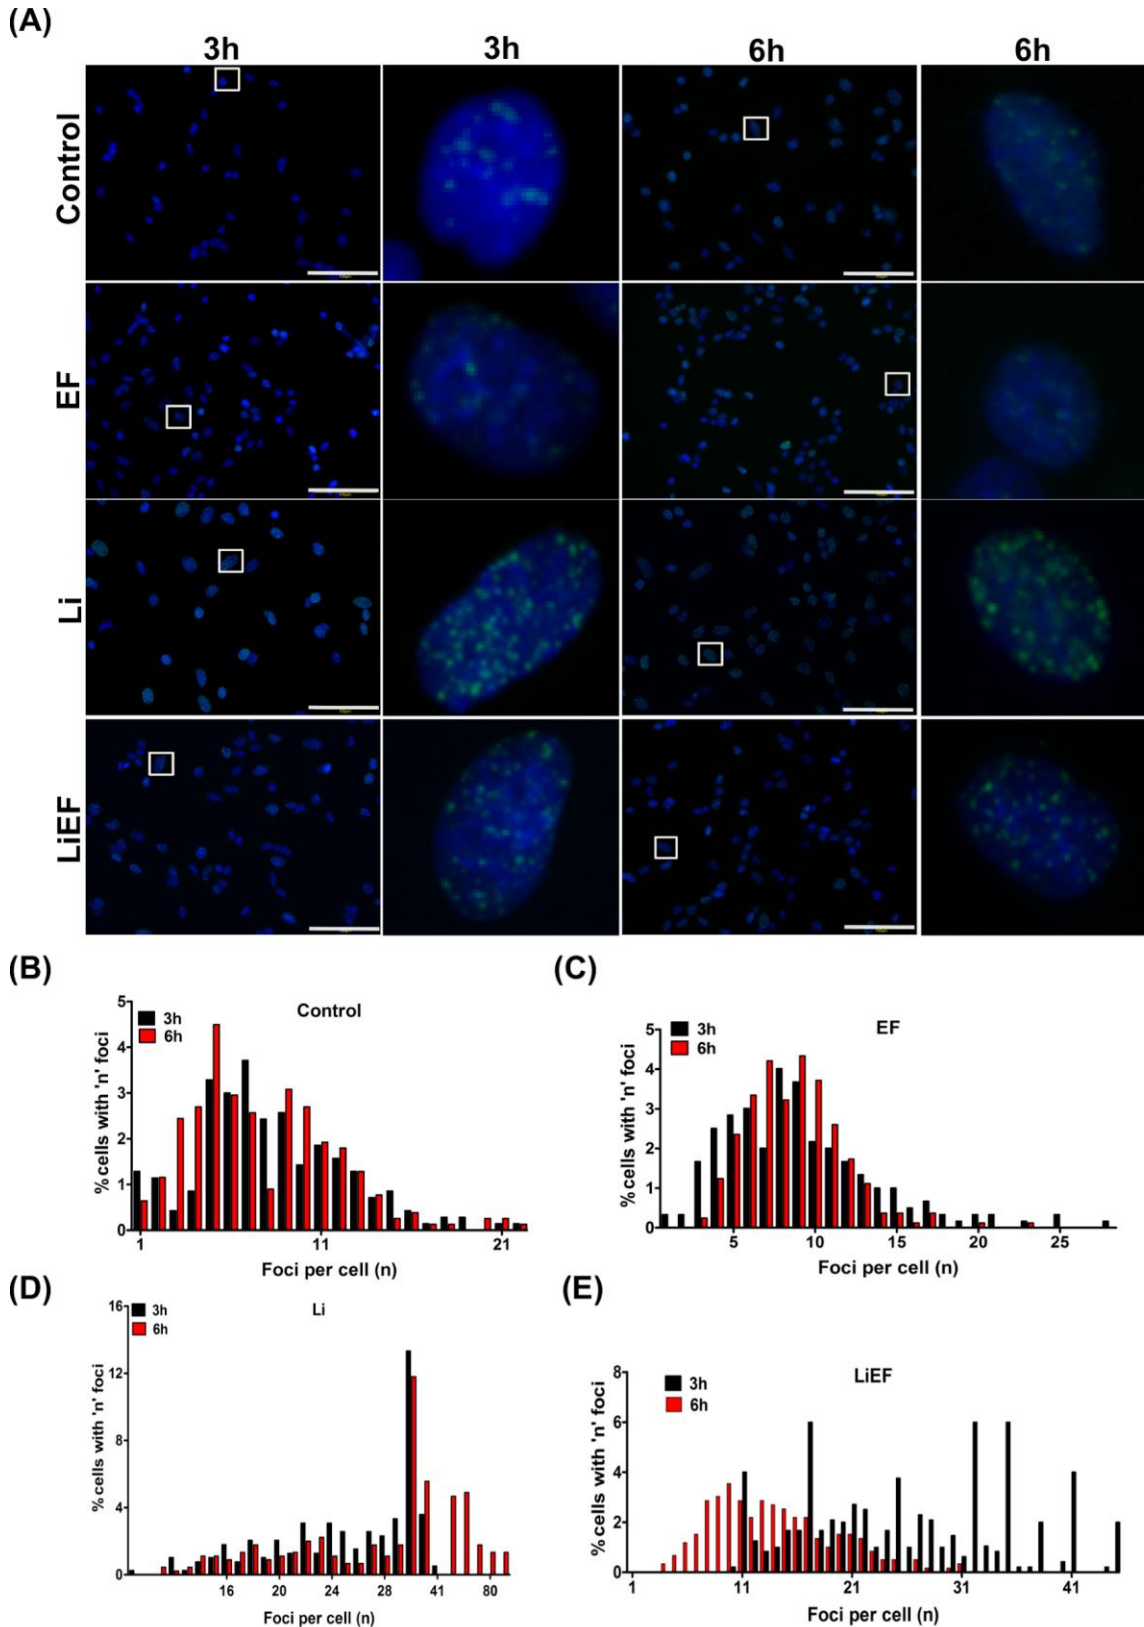 (A)
3h 3h 6h 6h
Control
EF
Li
LiEF
(B)
Control
3h
6h
% cells with 'n' foci
5
4
3
2
1
0
1 11 21
Foci per cell (n)
(C)
EF
3h
6h
% cells with 'n' foci
5
4
3
2
1
0
5 10 15 20 25
Foci per cell (n)
(D)
Li
3h
6h
% cells with 'n' foci
16
12
8
4
0
16 20 24 28 41 80
Foci per cell (n)
(E)
LiEF
3h
6h
% cells with 'n' foci
8
6
4
2
0
1 11 21 31 41
Foci per cell (n)